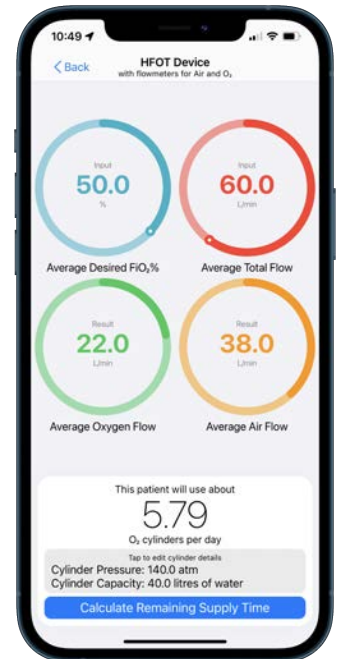 10:49
Back
HFOT Device
with flowmeters for Air and O₂
Input
50.0
%
Average Desired FiO₂%
Input
60.0
L/min
Average Total Flow
Result
22.0
L/min
Average Oxygen Flow
Result
38.0
L/min
Average Air Flow
This patient will use about
5.79
O₂ cylinders per day
Tap to edit cylinder details
Cylinder Pressure: 140.0 atm
Cylinder Capacity: 40.0 litres of water
Calculate Remaining Supply Time